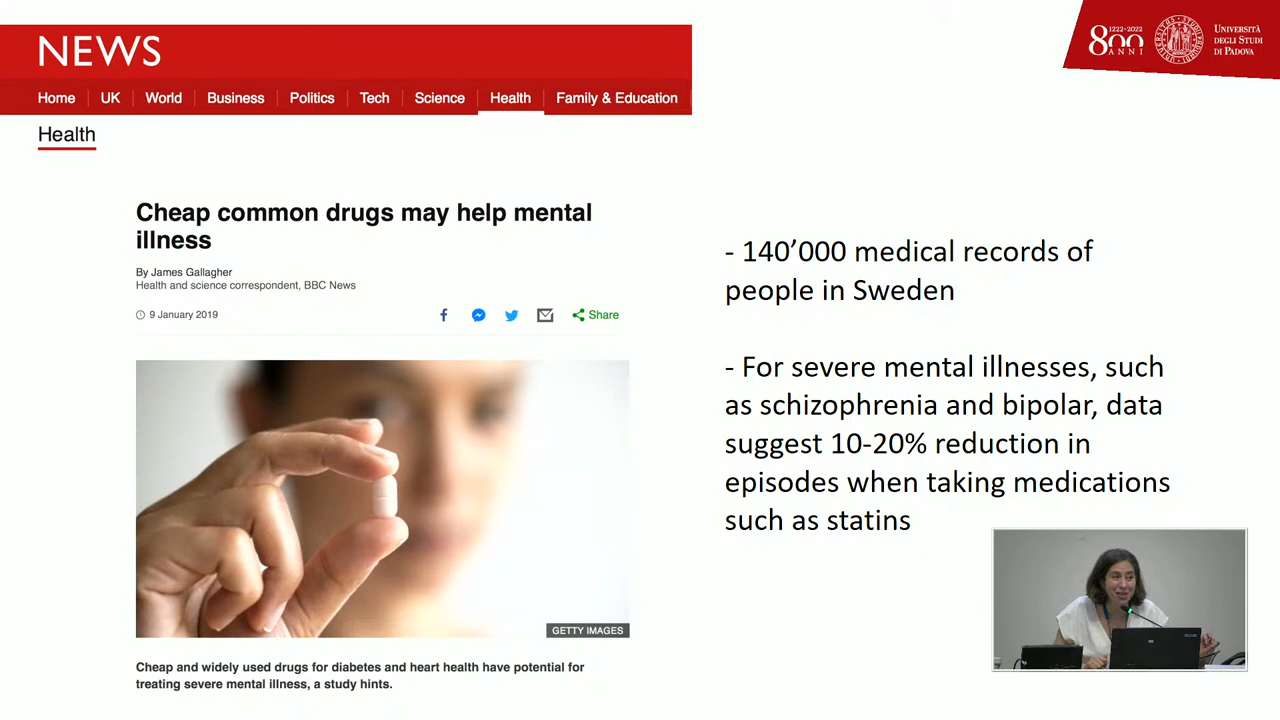 NEWS
Home
UK
World
Business
Politics
Tech
Science
Health
Family & Education
Health
Cheap common drugs may help mental
illness
By James Gallagher
Health and science correspondent, BBC News
9 January 2019
Share
GETTY IMAGES
Cheap and widely used drugs for diabetes and heart health have potential for
treating severe mental illness, a study hints.
- 140’000 medical records of
people in Sweden
- For severe mental illnesses, such
as schizophrenia and bipolar, data
suggest 10-20% reduction in
episodes when taking medications
such as statins
1222-2022
800
ANNI
UNIVERSITÀ
DEGLI STUDI
DI PADOVA